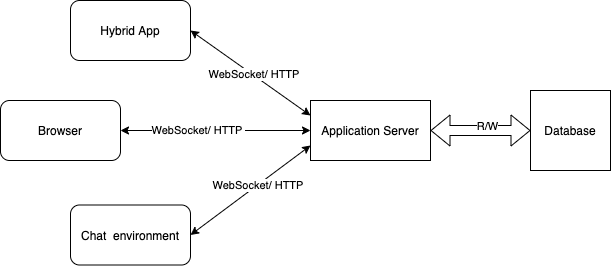 Hybrid App
WebSocket/ HTTP
Browser
WebSocket/ HTTP
Application Server
R/W
Database
WebSocket/ HTTP
Chat environment